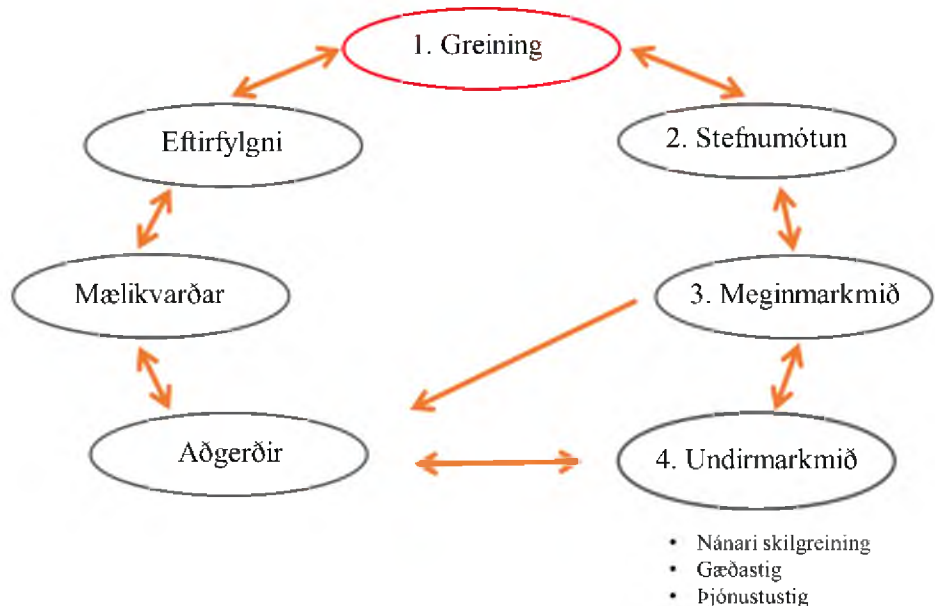 1. Greining
Eftirfylgni
2. Stefnumótun
Mælikvarðar
3. Meginmarkmið
Aðgerðir
4. Undirmarkmið
• Nánari skilgreining
• Gæðastig
• Þjónustustig